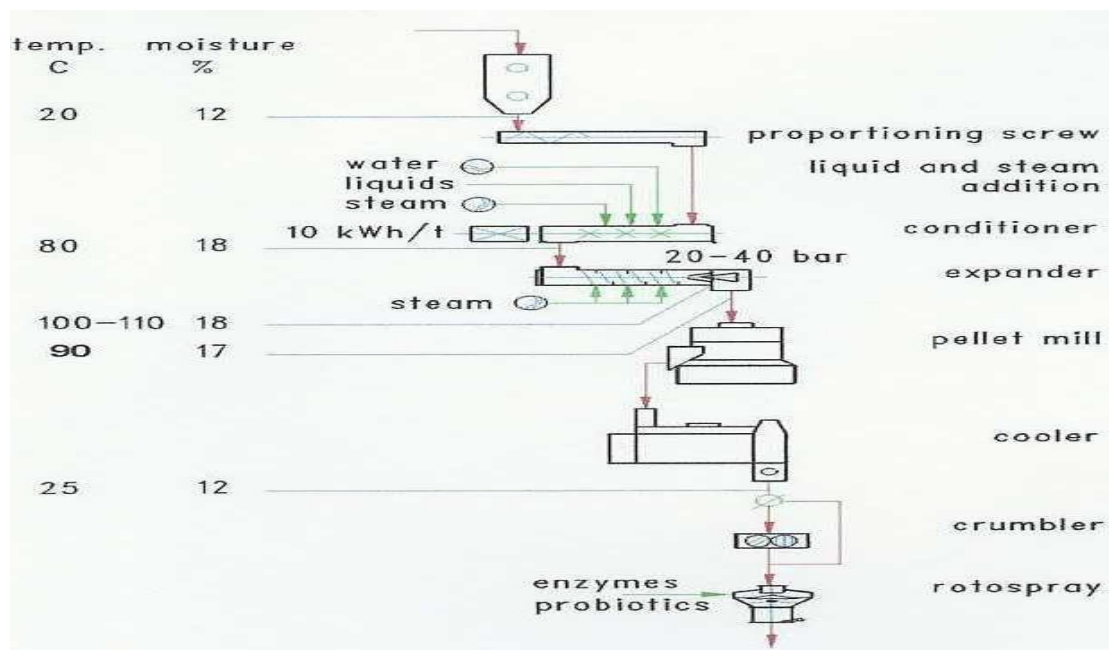 temp. moisture
C %
20 12
proportioning screw
water
liquid and steam
addition
liquids
steam
10 kWh/t
conditioner
80 18
20-40 bar
expander
steam
100-110 18
pellet mill
90 17
cooler
25 12
crumbler
enzymes
probiotics
rotospray